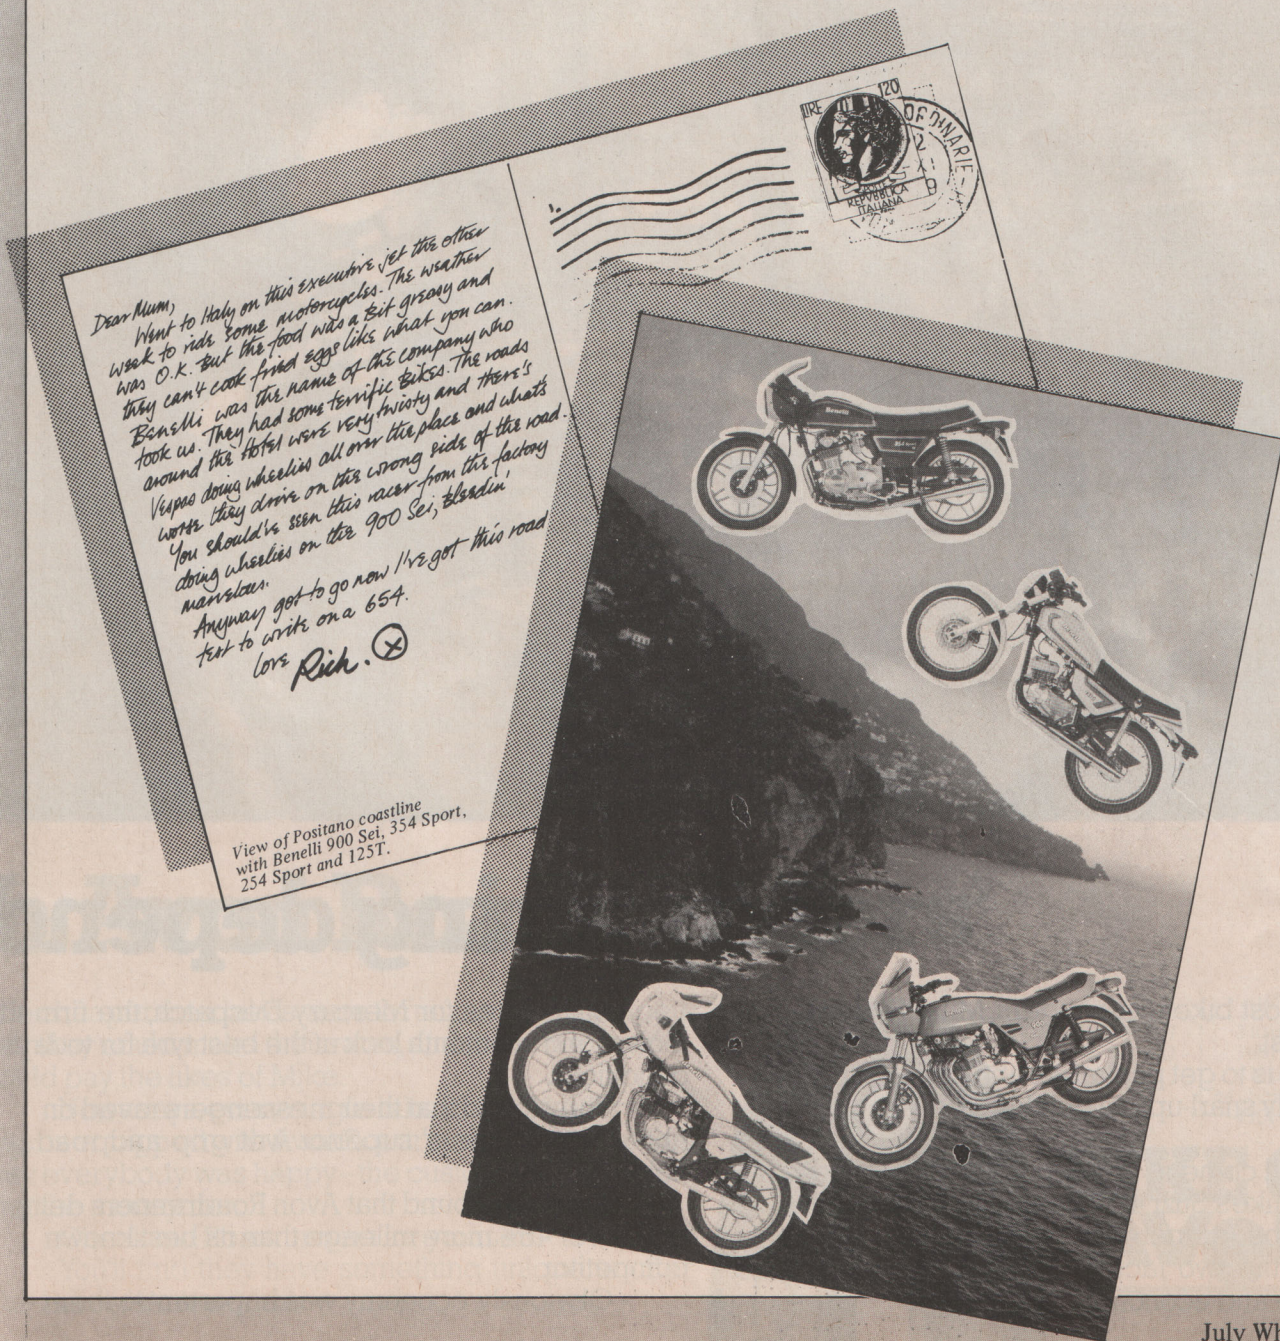 Dear Mum,
Went to Italy on this executive jet the other
week to ride some motorcycles. The weather
was O.K. But the food was a bit greasy and
they can't cook fried eggs like what you can.
Benelli was the name of the company who
took us. They had some terrific bikes. The roads
around the hotel were very twisty and there's
Vespas doing wheelies all over the place and what's
worse they drive on the wrong side of the road.
You should've seen this racer from the factory
doing wheelies on the 900 Sei, bleedin'
marvelous.
Anyway got to go now I've got this road
test to write on a 654.
love Rich. X
View of Positano coastline
with Benelli 900 Sei, 354 Sport,
254 Sport and 125T.
LIRE 120
REPVBBLICA
ITALIANA
ORDINARIE
Benelli
July Wh